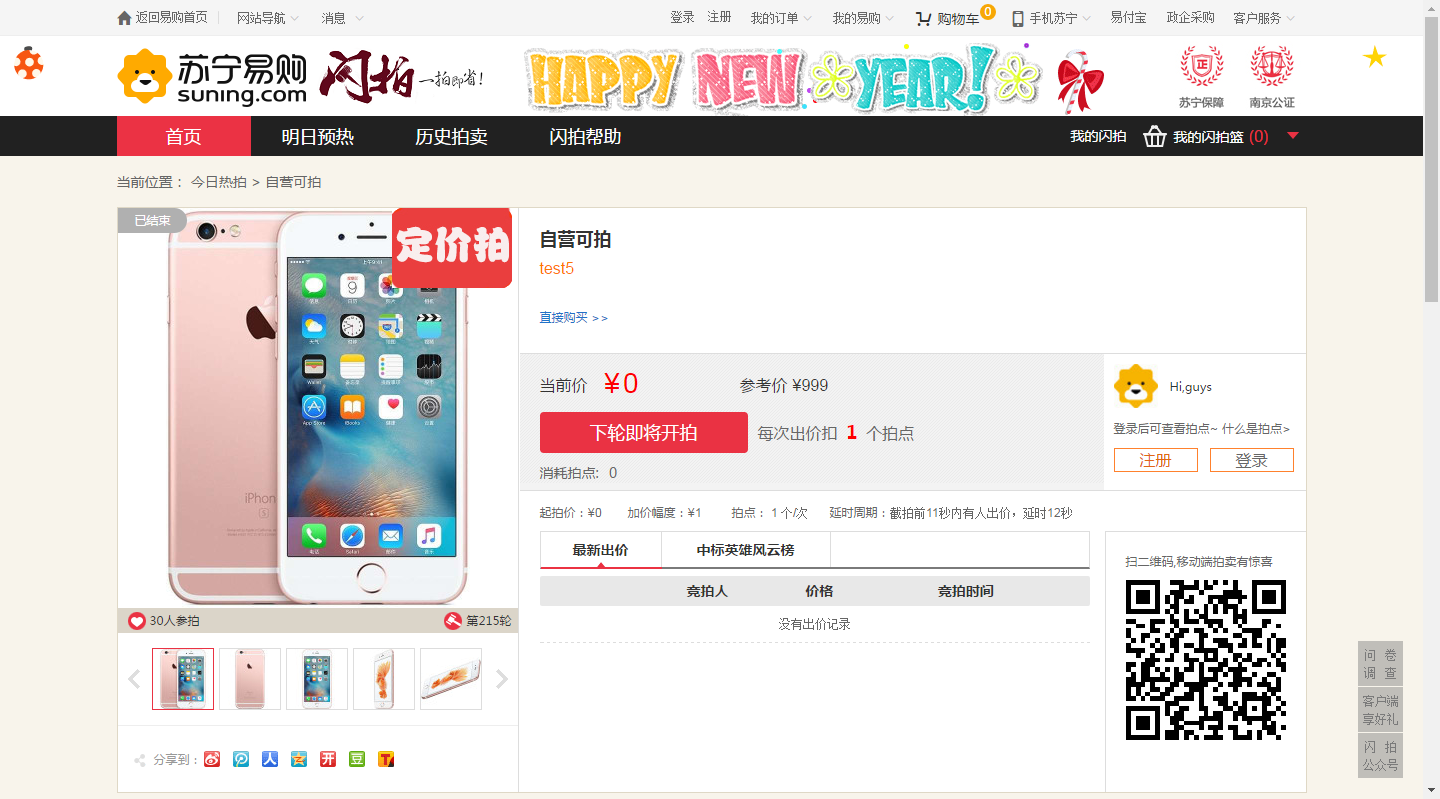 返回易购首页 网站导航 消息 登录 注册 我的订单 我的易购 购物车 0 手机苏宁 易付宝 政企采购 客户服务
苏宁易购
suning.com
闪拍 一拍即省!
HAPPY NEW YEAR!
正
苏宁保障 南京公证
首页 明日预热 历史拍卖 闪拍帮助 我的闪拍 我的闪拍篮 (0)
当前位置: 今日热拍 > 自营可拍
已结束
定价拍
iPhon
S
自营可拍
test5
直接购买 >>
当前价 ¥0 参考价 ¥999
下轮即将开拍 每次出价扣 1 个拍点
消耗拍点: 0
Hi,guys
登录后可查看拍点~ 什么是拍点>
注册 登录
起拍价:¥0 加价幅度:¥1 拍点: 1 个/次 延时周期:截拍前11秒内有人出价,延时12秒
最新出价 中标英雄风云榜
竞拍人 价格 竞拍时间
没有出价记录
扫二维码,移动端拍卖有惊喜
30人参拍 第215轮
分享到:
问 卷
调 查
客户端
享好礼
闪 拍
公众号